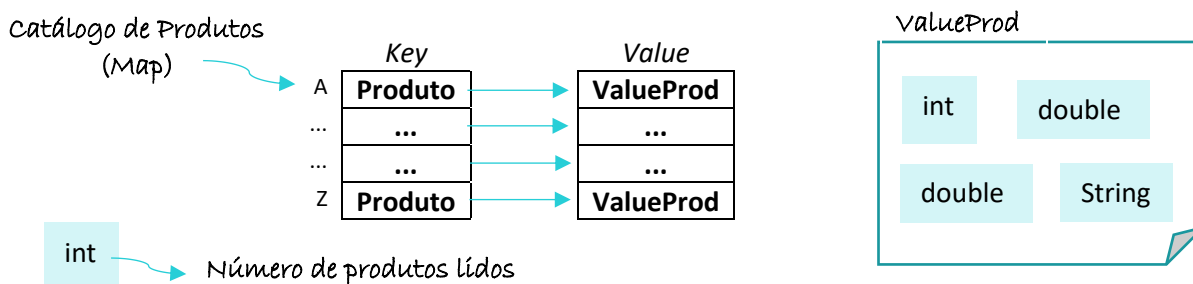 Catálogo de Produtos
(Map)
Key
Value
A
Produto
ValueProd
...
...
...
...
...
...
Z
Produto
ValueProd
int
Número de produtos lidos
ValueProd
int
double
double
String